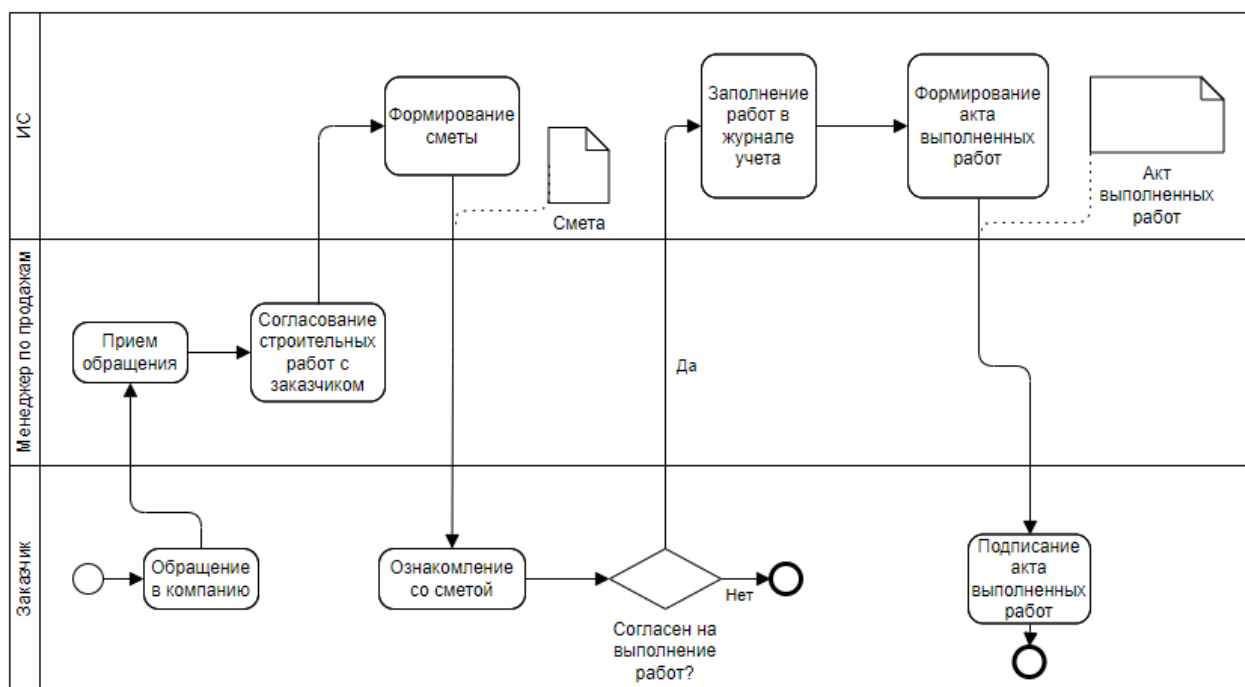 ИС
Формирование
сметы
Смета
Заполнение
работ в
журнале
учета
Формирование
акта
выполненных
работ
Акт
выполненных
работ
Менеджер по продажам
Прием
обращения
Согласование
строительных
работ с
заказчиком
Да
Заказчик
Обращение
в компанию
Ознакомление
со сметой
Согласен на
выполнение
работ?
Нет
Подписание
акта
выполненных
работ